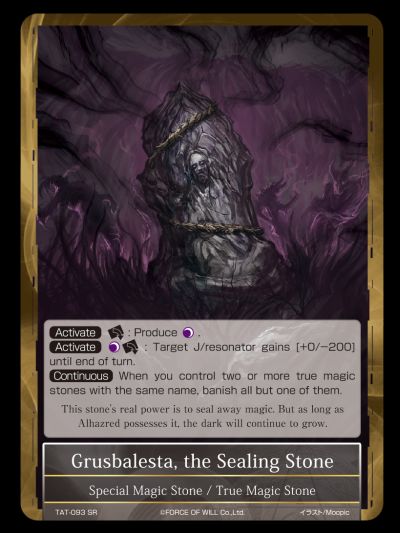 Activate : Produce .
Activate : Target J/resonator gains [+0/−200]
until end of turn.
Continuous When you control two or more true magic
stones with the same name, banish all but one of them.
This stone's real power is to seal away magic. But as long as
Alhazred possesses it, the dark will continue to grow.
Grusbalesta, the Sealing Stone
Special Magic Stone / True Magic Stone
TAT-093 SR ©FORCE OF WILL Co.,Ltd. イラスト/Moopic